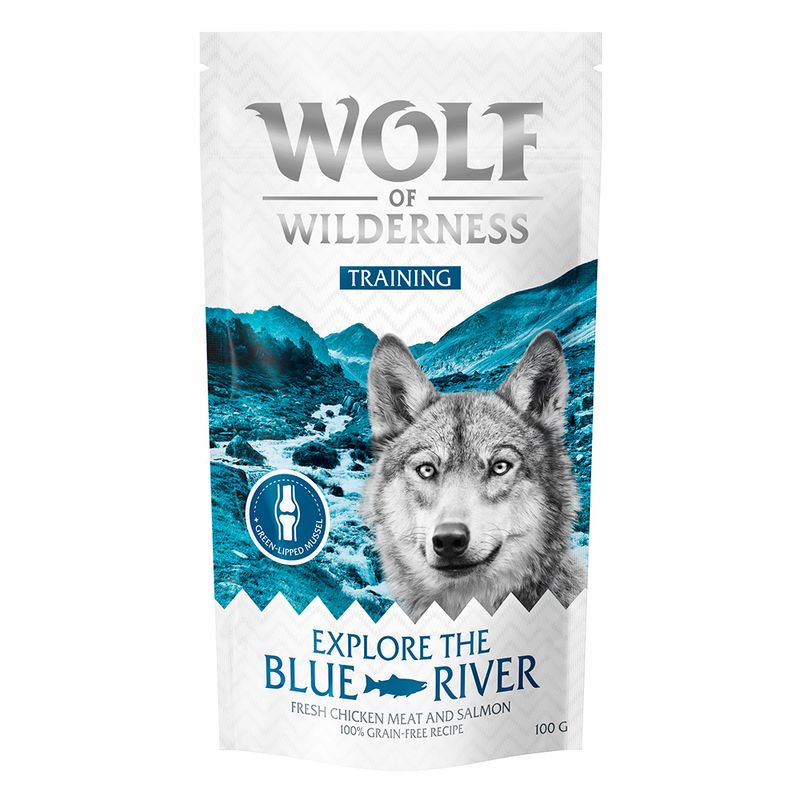 WOLF
OF
WILDERNESS
TRAINING
+ GREEN-LIPPED MUSSEL
EXPLORE THE
BLUE RIVER
FRESH CHICKEN MEAT AND SALMON
100% GRAIN-FREE RECIPE
100 G